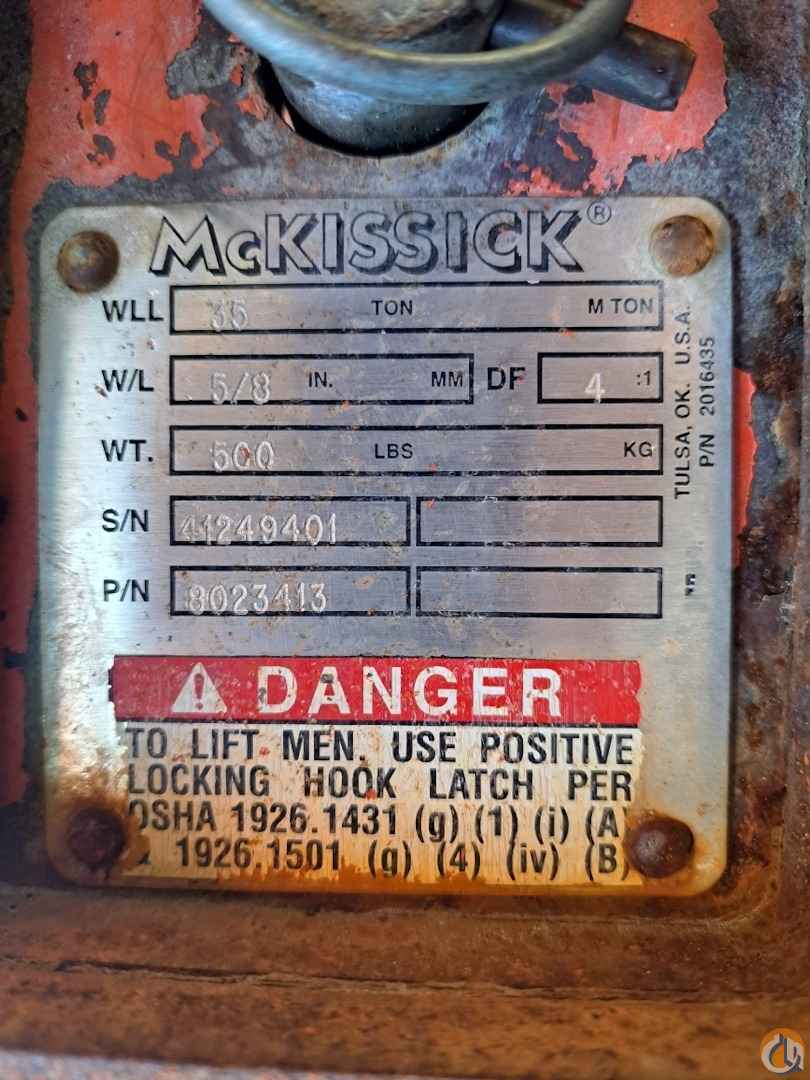 McKISSICK®
WLL 35 TON M TON
W/L 5/8 IN. MM DF 4 :1
WT. 500 LBS KG
S/N 41249401
P/N 8023413
TULSA, OK. U.S.A.
P/N 2016435
DANGER
TO LIFT MEN. USE POSITIVE
LOCKING HOOK LATCH PER
OSHA 1926.1431 (g) (1) (i) (A)
& 1926.1501 (g) (4) (iv) (B)